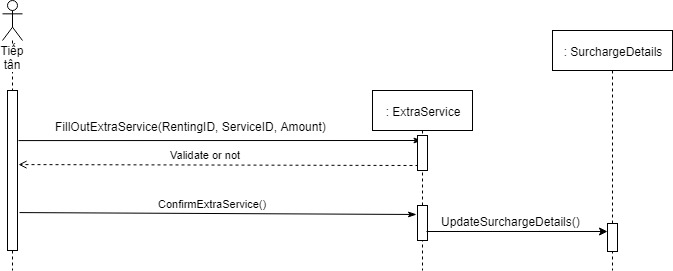 Tiếp
tân
: SurchargeDetails
: ExtraService
FillOutExtraService(RentingID, ServiceID, Amount)
Validate or not
ConfirmExtraService()
UpdateSurchargeDetails()